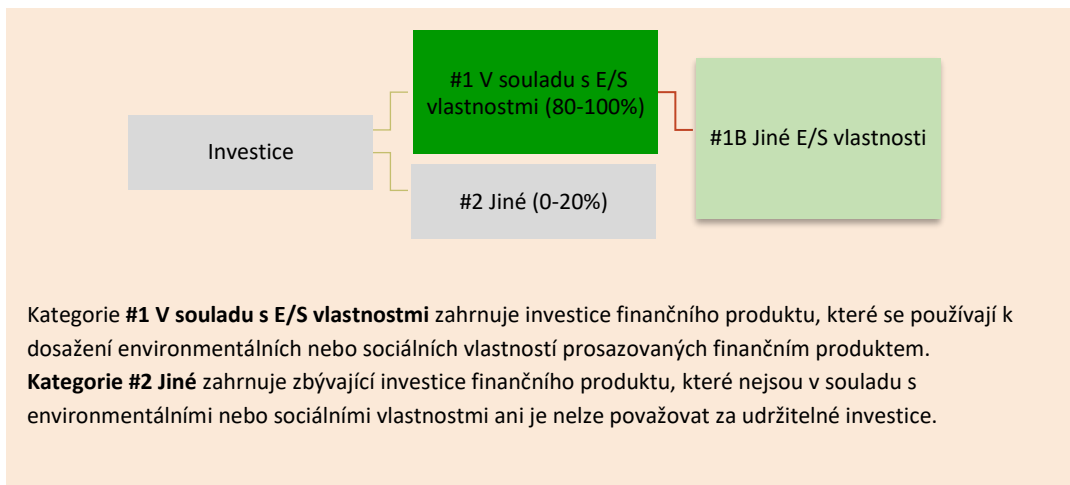 #1 V souladu s E/S
vlastnostmi (80-100%)
Investice
#1B Jiné E/S vlastnosti
#2 Jiné (0-20%)
Kategorie #1 V souladu s E/S vlastnostmi zahrnuje investice finančního produktu, které se používají k
dosažení environmentálních nebo sociálních vlastností prosazovaných finančním produktem.
Kategorie #2 Jiné zahrnuje zbývající investice finančního produktu, které nejsou v souladu s
environmentálními nebo sociálními vlastnostmi ani je nelze považovat za udržitelné investice.